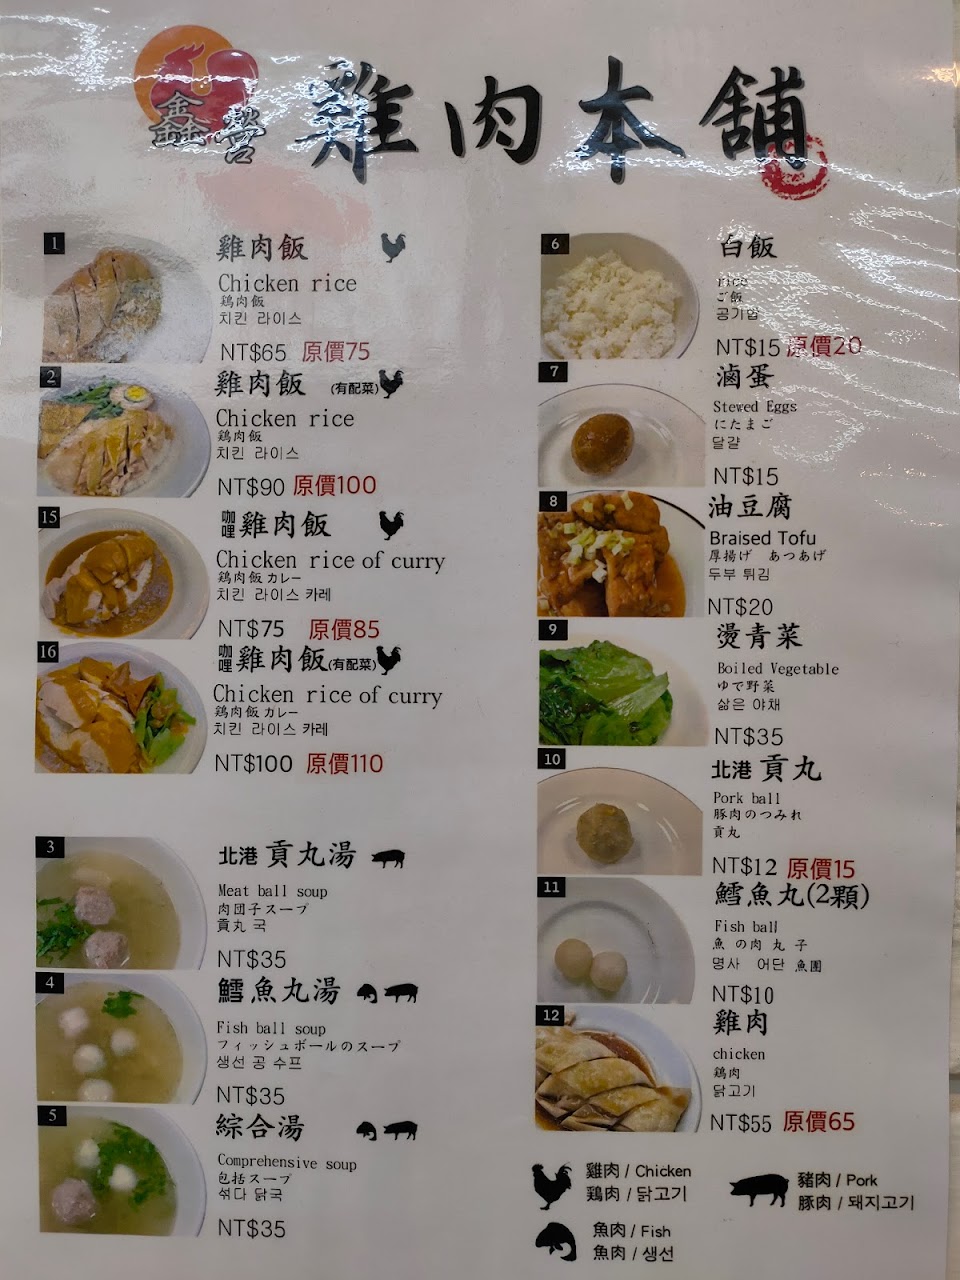 鑫營 雞肉本舖
1
雞肉飯
Chicken rice
鶏肉飯
치킨 라이스
NT$65 原價75
2
雞肉飯 (有配菜)
Chicken rice
鶏肉飯
치킨 라이스
NT$90 原價100
15
咖哩雞肉飯
Chicken rice of curry
鶏肉飯 カレー
치킨 라이스 카레
NT$75 原價85
16
咖哩雞肉飯(有配菜)
Chicken rice of curry
鶏肉飯 カレー
치킨 라이스 카레
NT$100 原價110
3
北港 貢丸湯
Meat ball soup
肉団子スープ
貢丸 국
NT$35
4
鱈魚丸湯
Fish ball soup
フィッシュボールのスープ
생선 공 수프
NT$35
5
綜合湯
Comprehensive soup
包括スープ
섞다 닭국
NT$35
6
白飯
rice
ご飯
공기밥
NT$15 原價20
7
滷蛋
Stewed Eggs
にたまご
달걀
NT$15
8
油豆腐
Braised Tofu
厚揚げ あつあげ
두부 튀김
NT$20
9
燙青菜
Boiled Vegetable
ゆで野菜
삶은 야채
NT$35
10
北港 貢丸
Pork ball
豚肉のつみれ
貢丸
NT$12 原價15
11
鱈魚丸(2顆)
Fish ball
魚 の肉 丸 子
명사 어단 魚團
NT$10
12
雞肉
chicken
鶏肉
닭고기
NT$55 原價65
雞肉 / Chicken
鶏肉 / 닭고기
豬肉 / Pork
豚肉 / 돼지고기
魚肉 / Fish
魚肉 / 생선